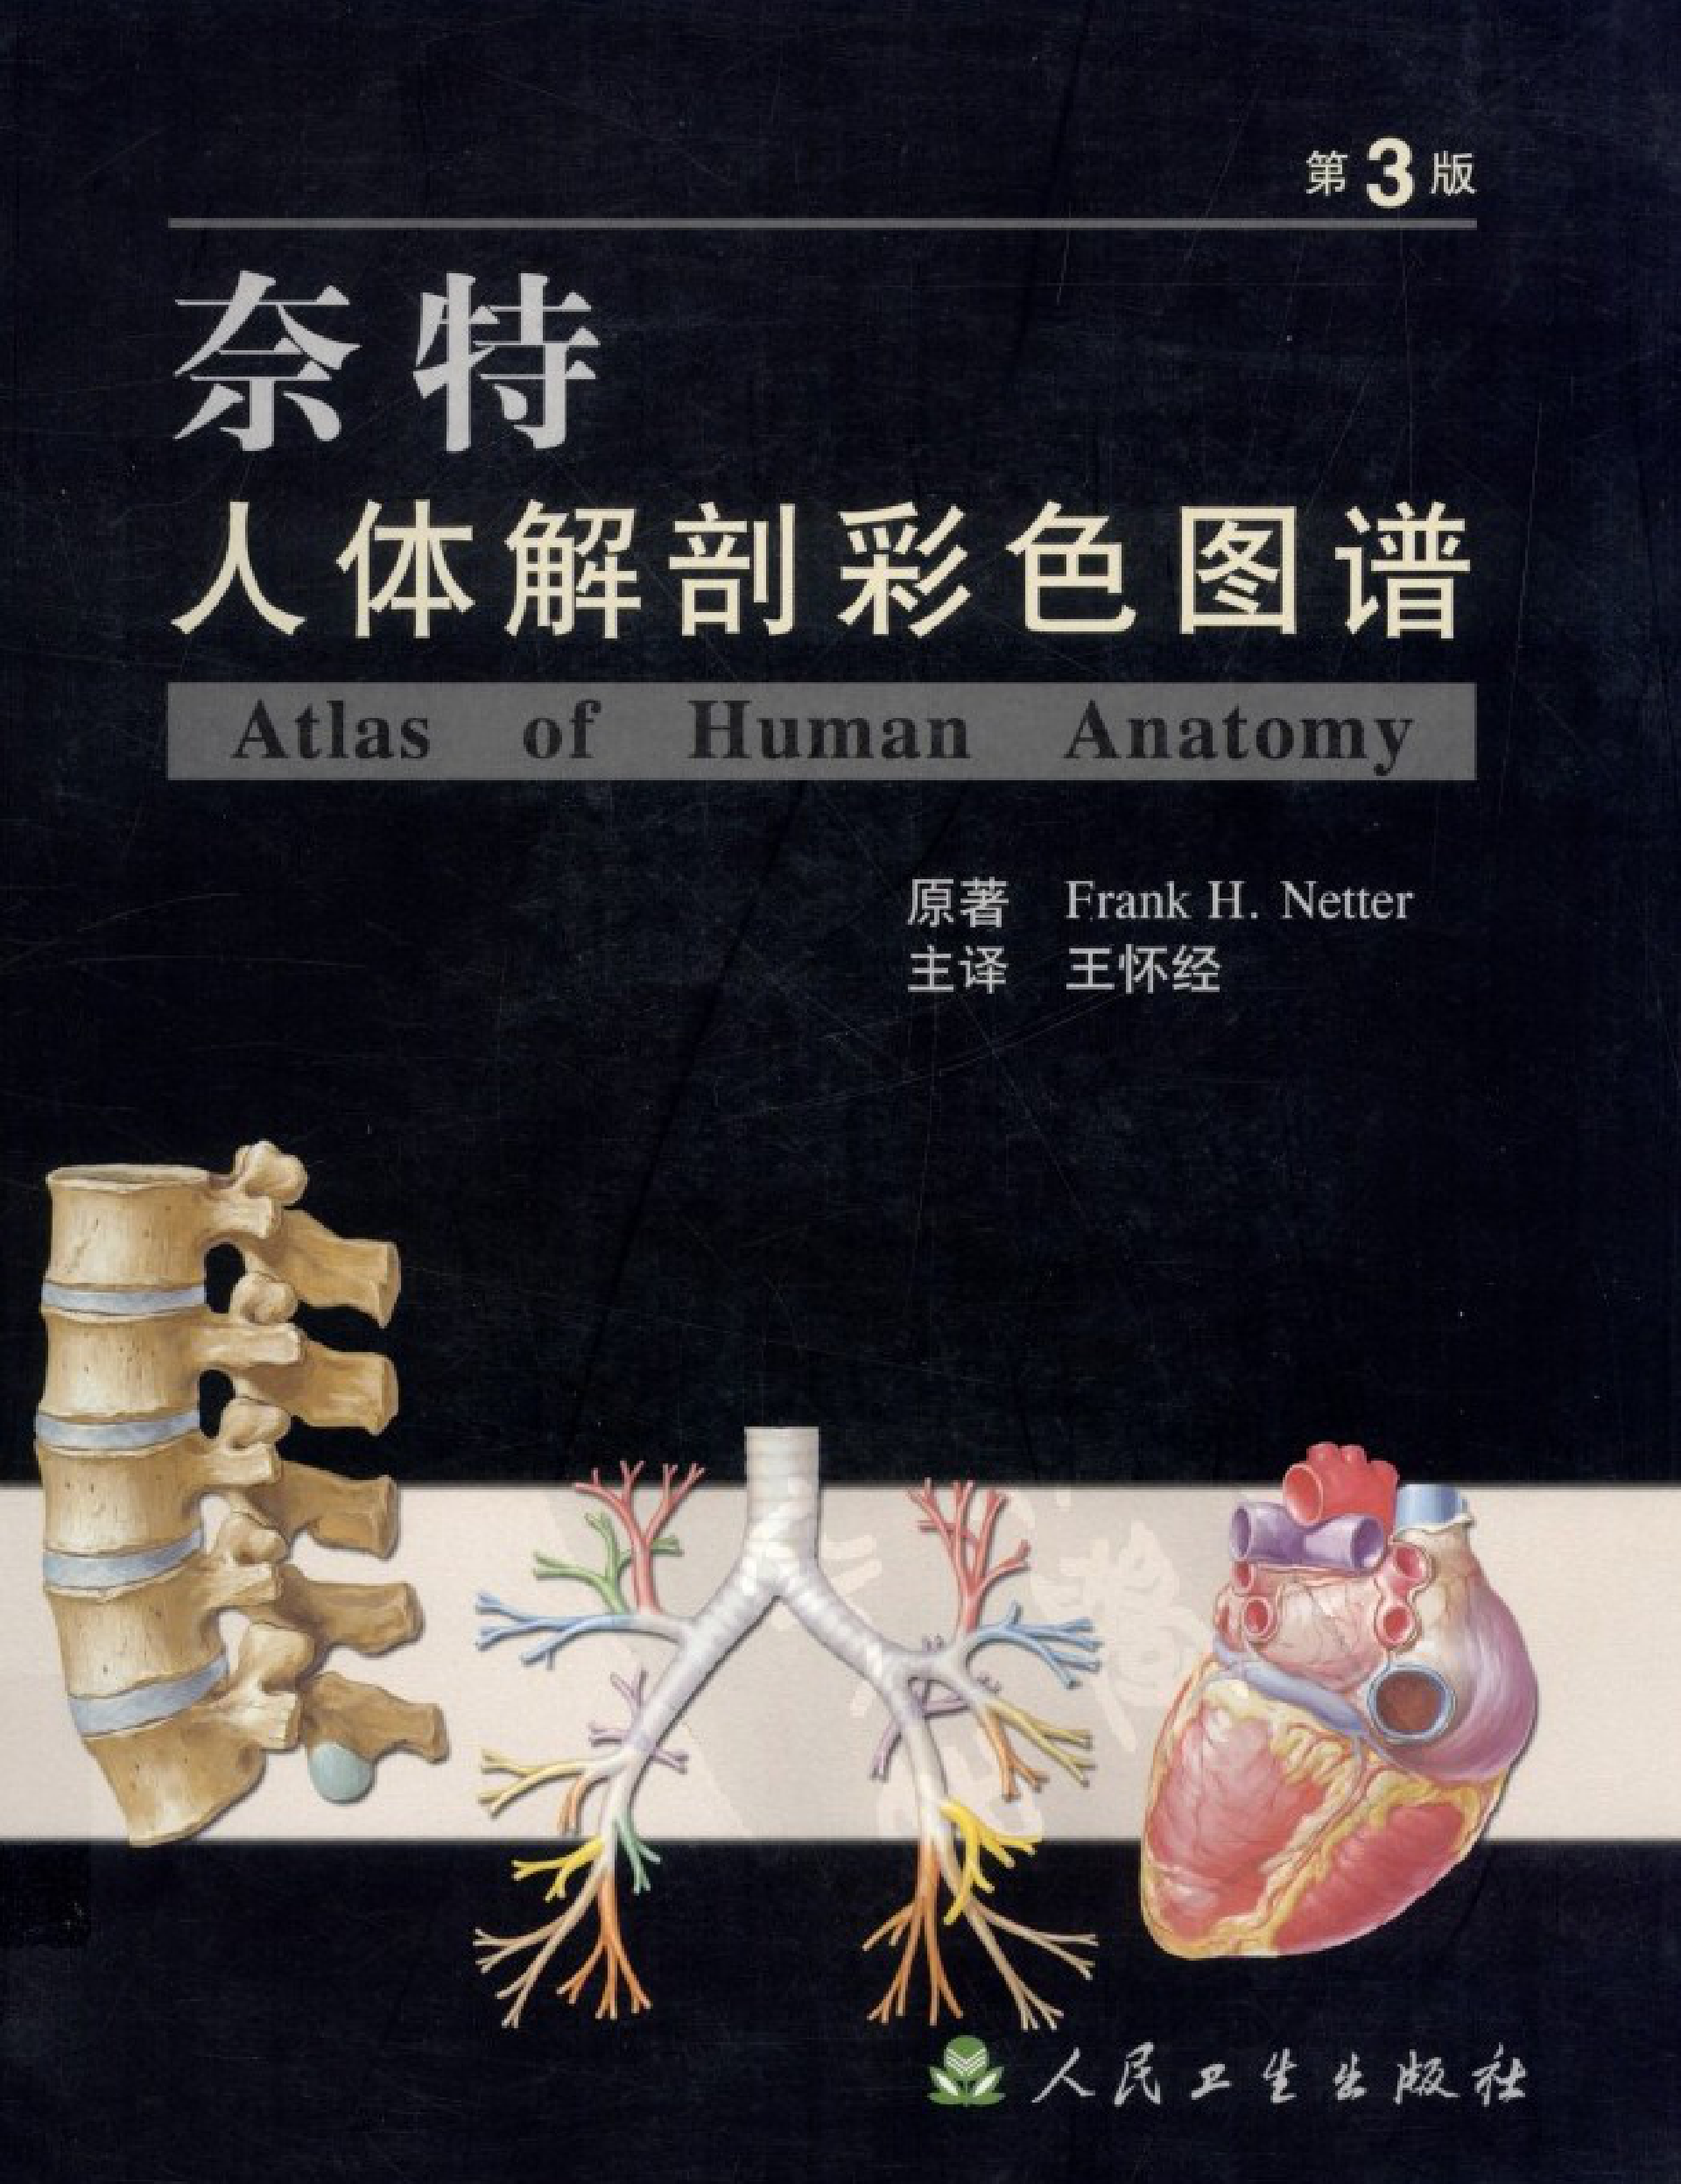 第3版
奈特
人体解剖彩色图谱
Atlas of Human Anatomy
原著 Frank H. Netter
主译 王怀经
人民卫生出版社